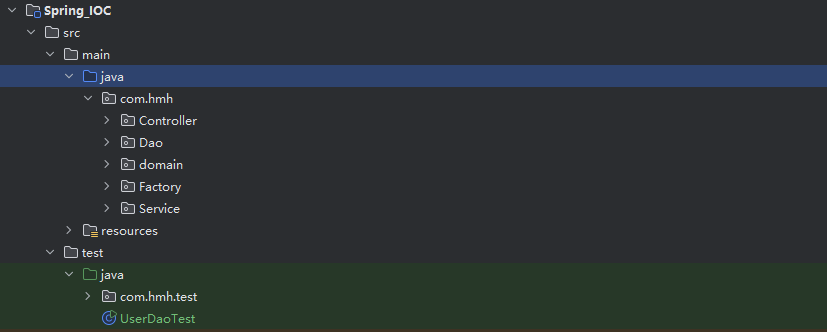 Spring_IOC
src
main
java
com.hmh
Controller
Dao
domain
Factory
Service
resources
test
java
com.hmh.test
UserDaoTest